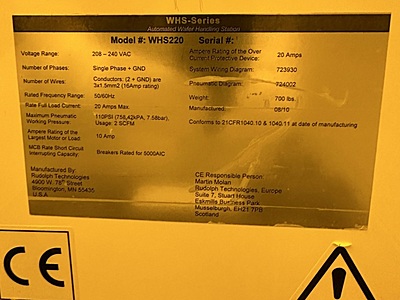 WHS-Series
Automated Wafer Handling Station
Model #: WHS220 Serial #:
Voltage Range: 208 - 240 VAC
Number of Phases: Single Phase + GND
Number of Wires: Conductors: (2 + GND) are
3x1.5mm2 (16Amp rating)
Rated Frequency Range: 50/60Hz
Rate Full Load Current: 20 Amps Max.
Maximum Pneumatic
Working Pressure: 110PSI (758.42kPA, 7.58bar),
Usage: 2 SCFM
Ampere Rating of the
Largest Motor or Load 10 Amp
MCB Rate Short Circuit
Interrupting Capacity: Breakers Rated for 5000AIC
Ampere Rating of the Over
Current Protective Device: 20 Amps
System Wiring Diagram: 723930
Pneumatic Diagram: 724002
Weight: 700 lbs.
Manufactured: 08/10
Conforms to 21CFR1040.10 & 1040.11 at date of manufacturing
Manufactured By:
Rudolph Technologies
4900 W. 78th Street
Bloomington, MN 55435
U.S.A
CE Responsible Person:
Martin Molan
Rudolph Technologies, Europe
Suite 7, Stuart House
Eskmills Business Park
Musselburgh, EH21 7PB
Scotland
CE